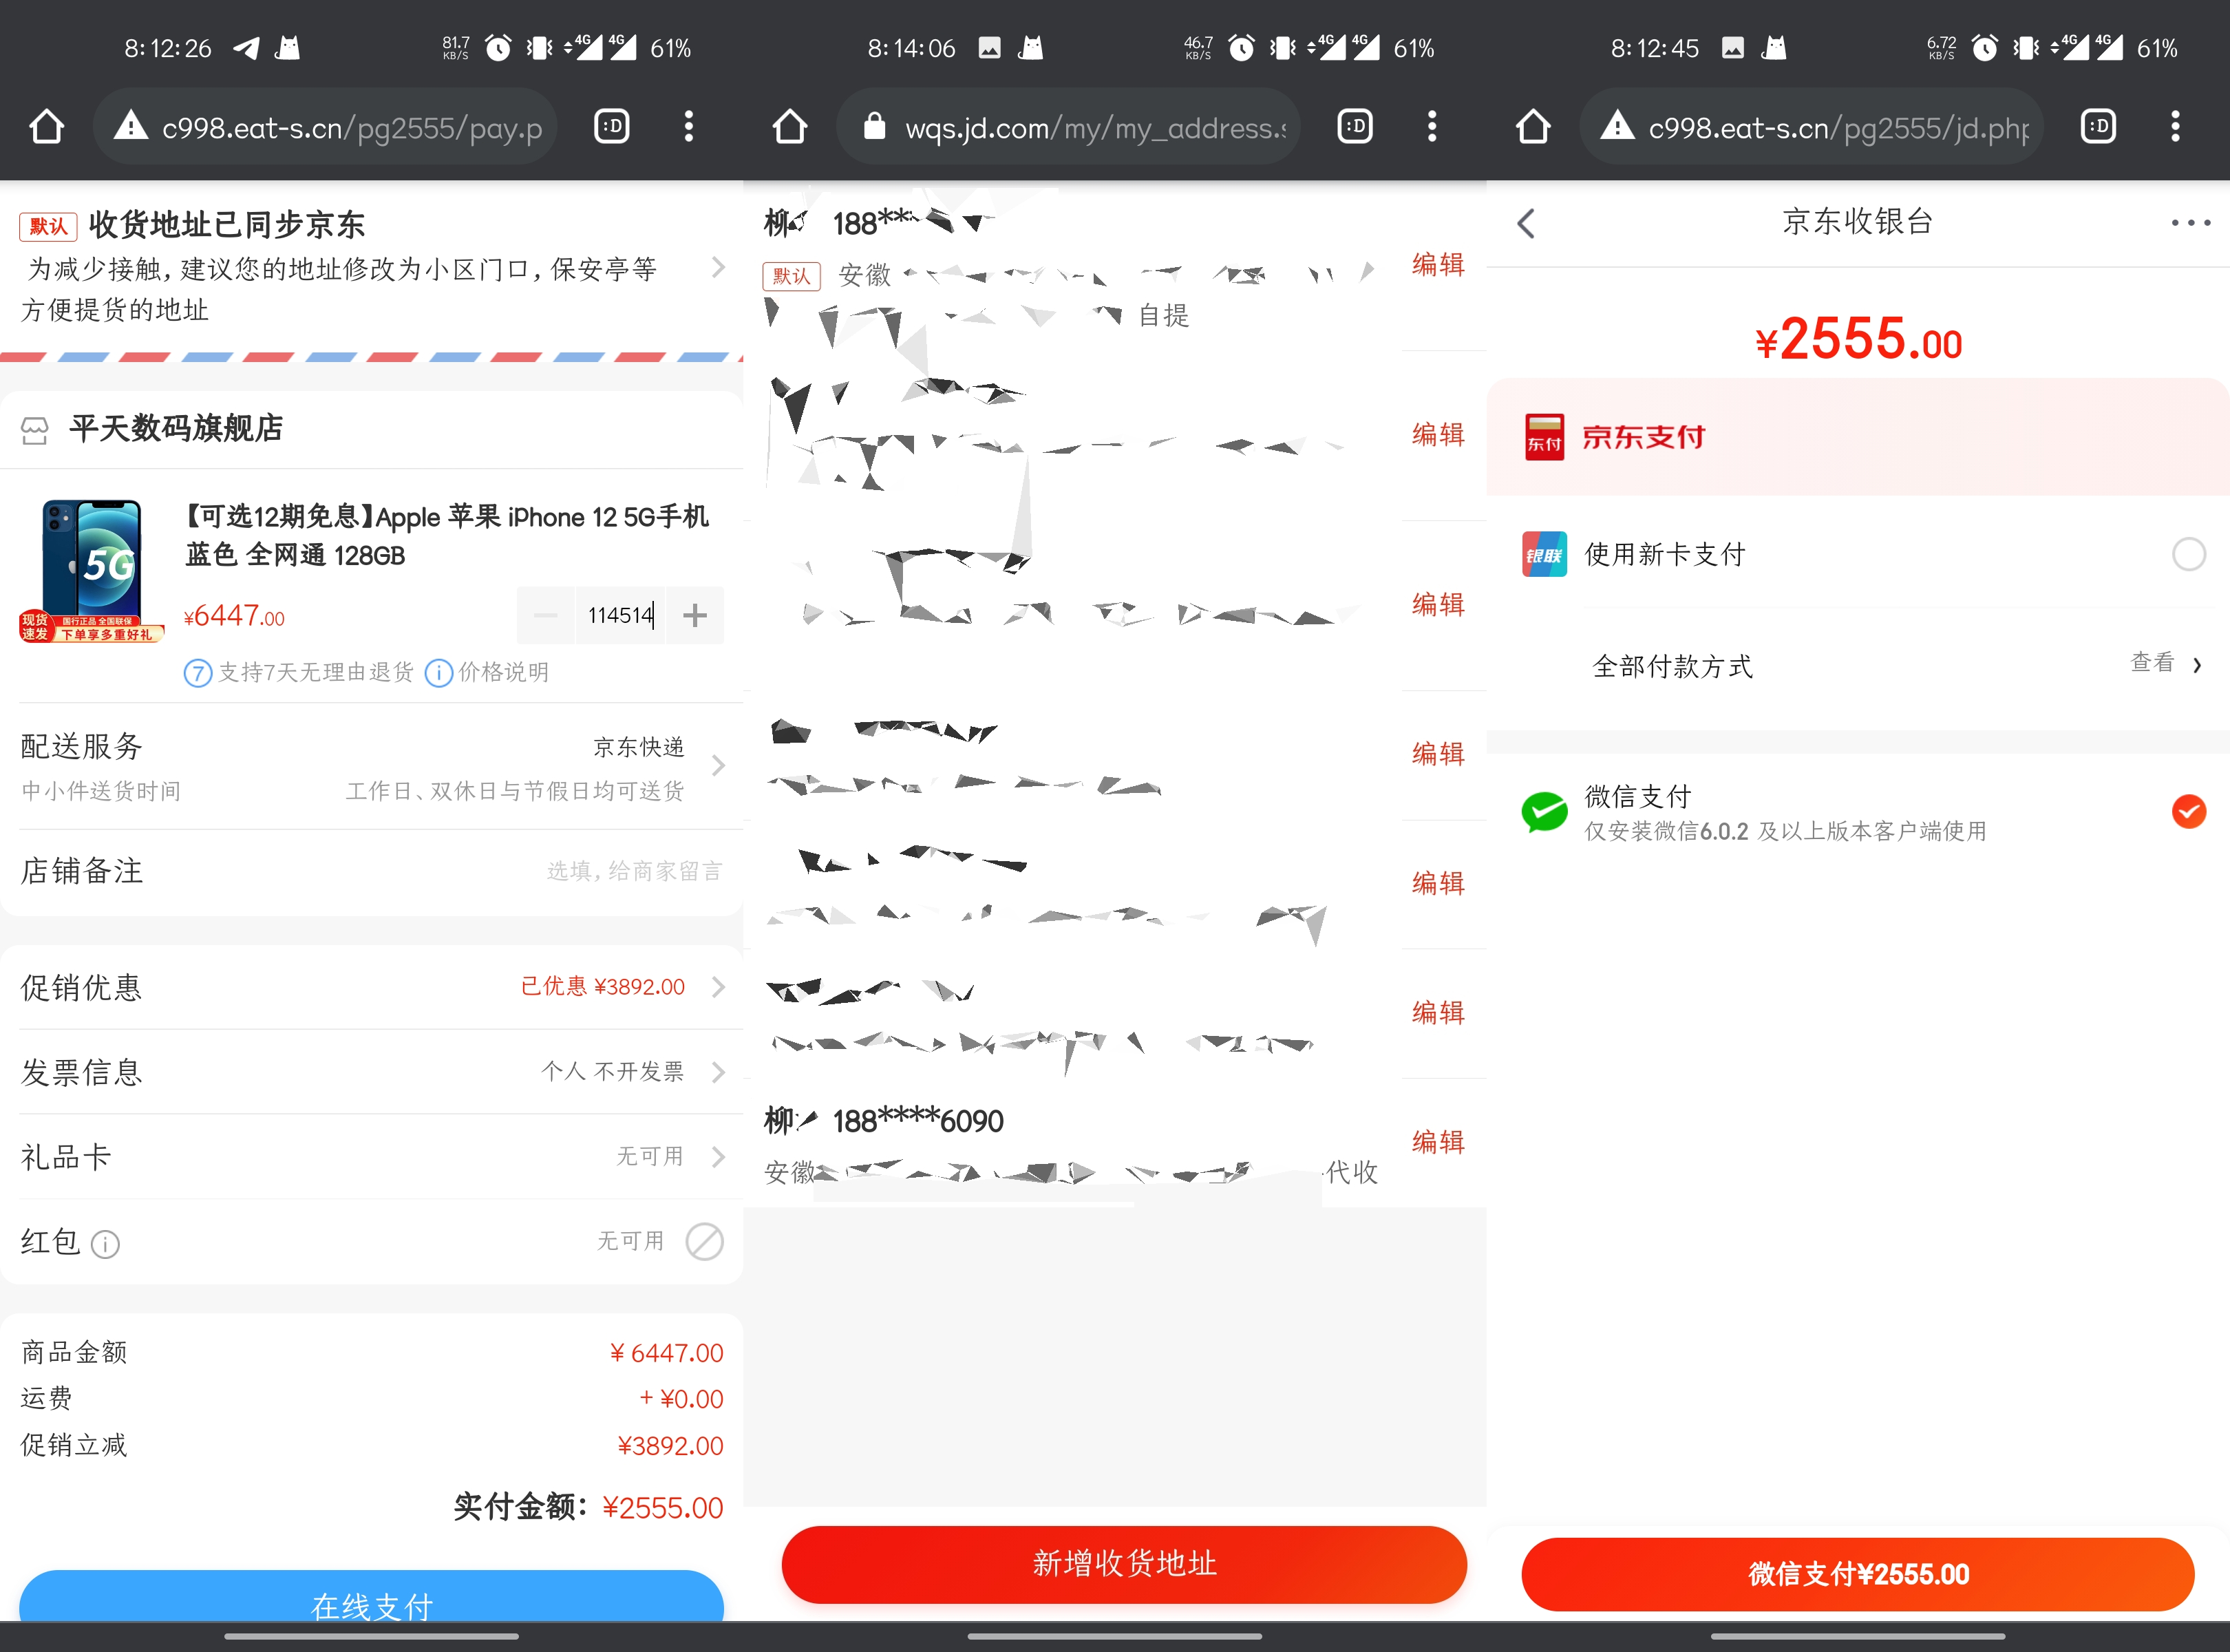 8:12:26
81.7 KB/S
4G 4G 61%
c998.eat-s.cn/pg2555/pay.p
:D
默认 收货地址已同步京东
为减少接触，建议您的地址修改为小区门口，保安亭等
方便提货的地址
平天数码旗舰店
【可选12期免息】Apple 苹果 iPhone 12 5G手机
蓝色 全网通 128GB
5G
现货
速发
国行正品 全国联保
下单享多重好礼
¥6447.00
114514
7 支持7天无理由退货 i 价格说明
配送服务 京东快递
中小件送货时间 工作日、双休日与节假日均可送货
店铺备注 选填，给商家留言
促销优惠 已优惠 ¥3892.00
发票信息 个人 不开发票
礼品卡 无可用
红包 i 无可用
商品金额 ¥ 6447.00
运费 + ¥0.00
促销立减 ¥3892.00
实付金额：¥2555.00
在线支付
8:14:06
46.7 KB/S
4G 4G 61%
wqs.jd.com/my/my_address.s
:D
柳 188***
默认 安徽
自提
编辑
编辑
编辑
编辑
编辑
编辑
柳 188****6090
安徽 代收
编辑
新增收货地址
8:12:45
6.72 KB/S
4G 4G 61%
c998.eat-s.cn/pg2555/jd.php
:D
京东收银台
¥2555.00
东付 京东支付
银联 使用新卡支付
全部付款方式 查看
微信支付
仅安装微信6.0.2 及以上版本客户端使用
微信支付¥2555.00